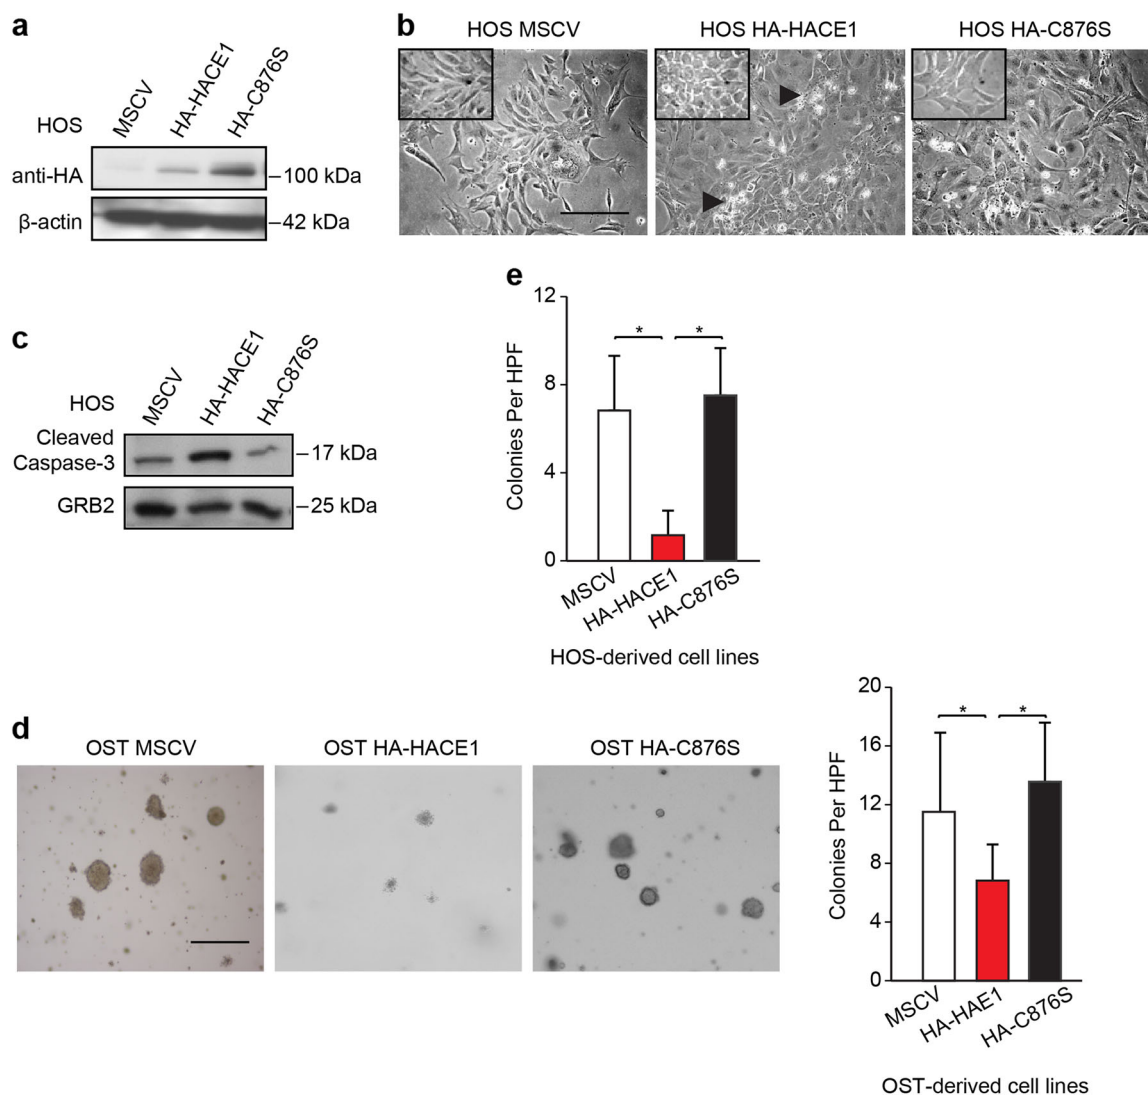 a
HOS
MSCV
HA-HACE1
HA-C876S
anti-HA
100 kDa
β-actin
42 kDa
b
HOS MSCV
HOS HA-HACE1
HOS HA-C876S
c
HOS
MSCV
HA-HACE1
HA-C876S
Cleaved
Caspase-3
17 kDa
GRB2
25 kDa
e
12
8
4
0
Colonies Per HPF
*
*
MSCV
HA-HACE1
HA-C876S
HOS-derived cell lines
d
OST MSCV
OST HA-HACE1
OST HA-C876S
20
16
12
8
4
0
Colonies Per HPF
*
*
MSCV
HA-HAE1
HA-C876S
OST-derived cell lines